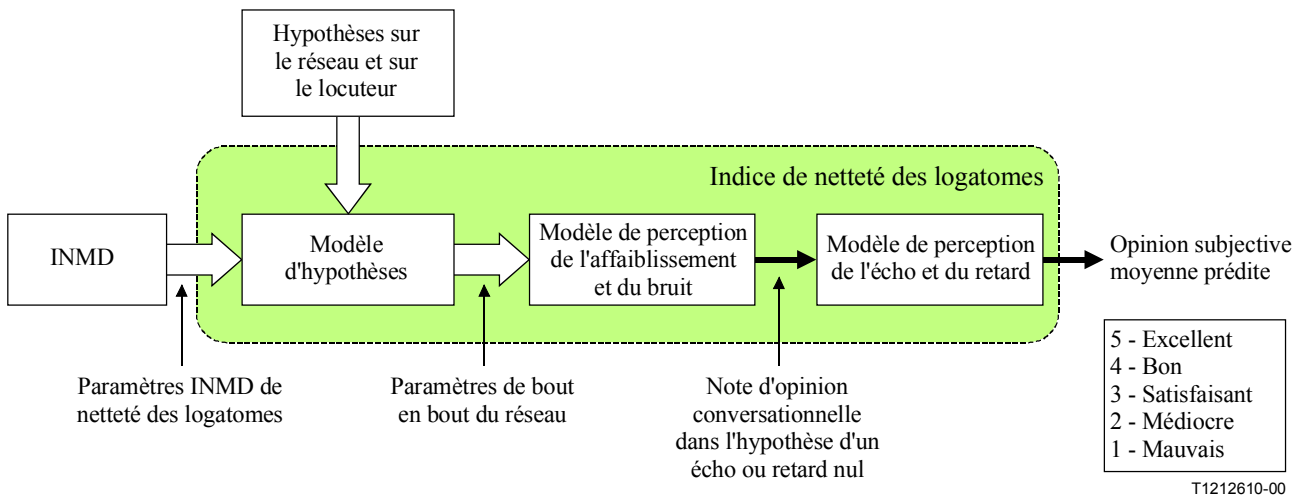 Hypothèses sur
le réseau et sur
le locuteur
Indice de netteté des logatomes
INMD
Modèle
d'hypothèses
Modèle de perception
de l'affaiblissement
et du bruit
Modèle de perception
de l'écho et du retard
Opinion subjective
moyenne prédite
Paramètres INMD de
netteté des logatomes
Paramètres de bout
en bout du réseau
Note d'opinion
conversationnelle
dans l'hypothèse d'un
écho ou retard nul
5 - Excellent
4 - Bon
3 - Satisfaisant
2 - Médiocre
1 - Mauvais
T1212610-00